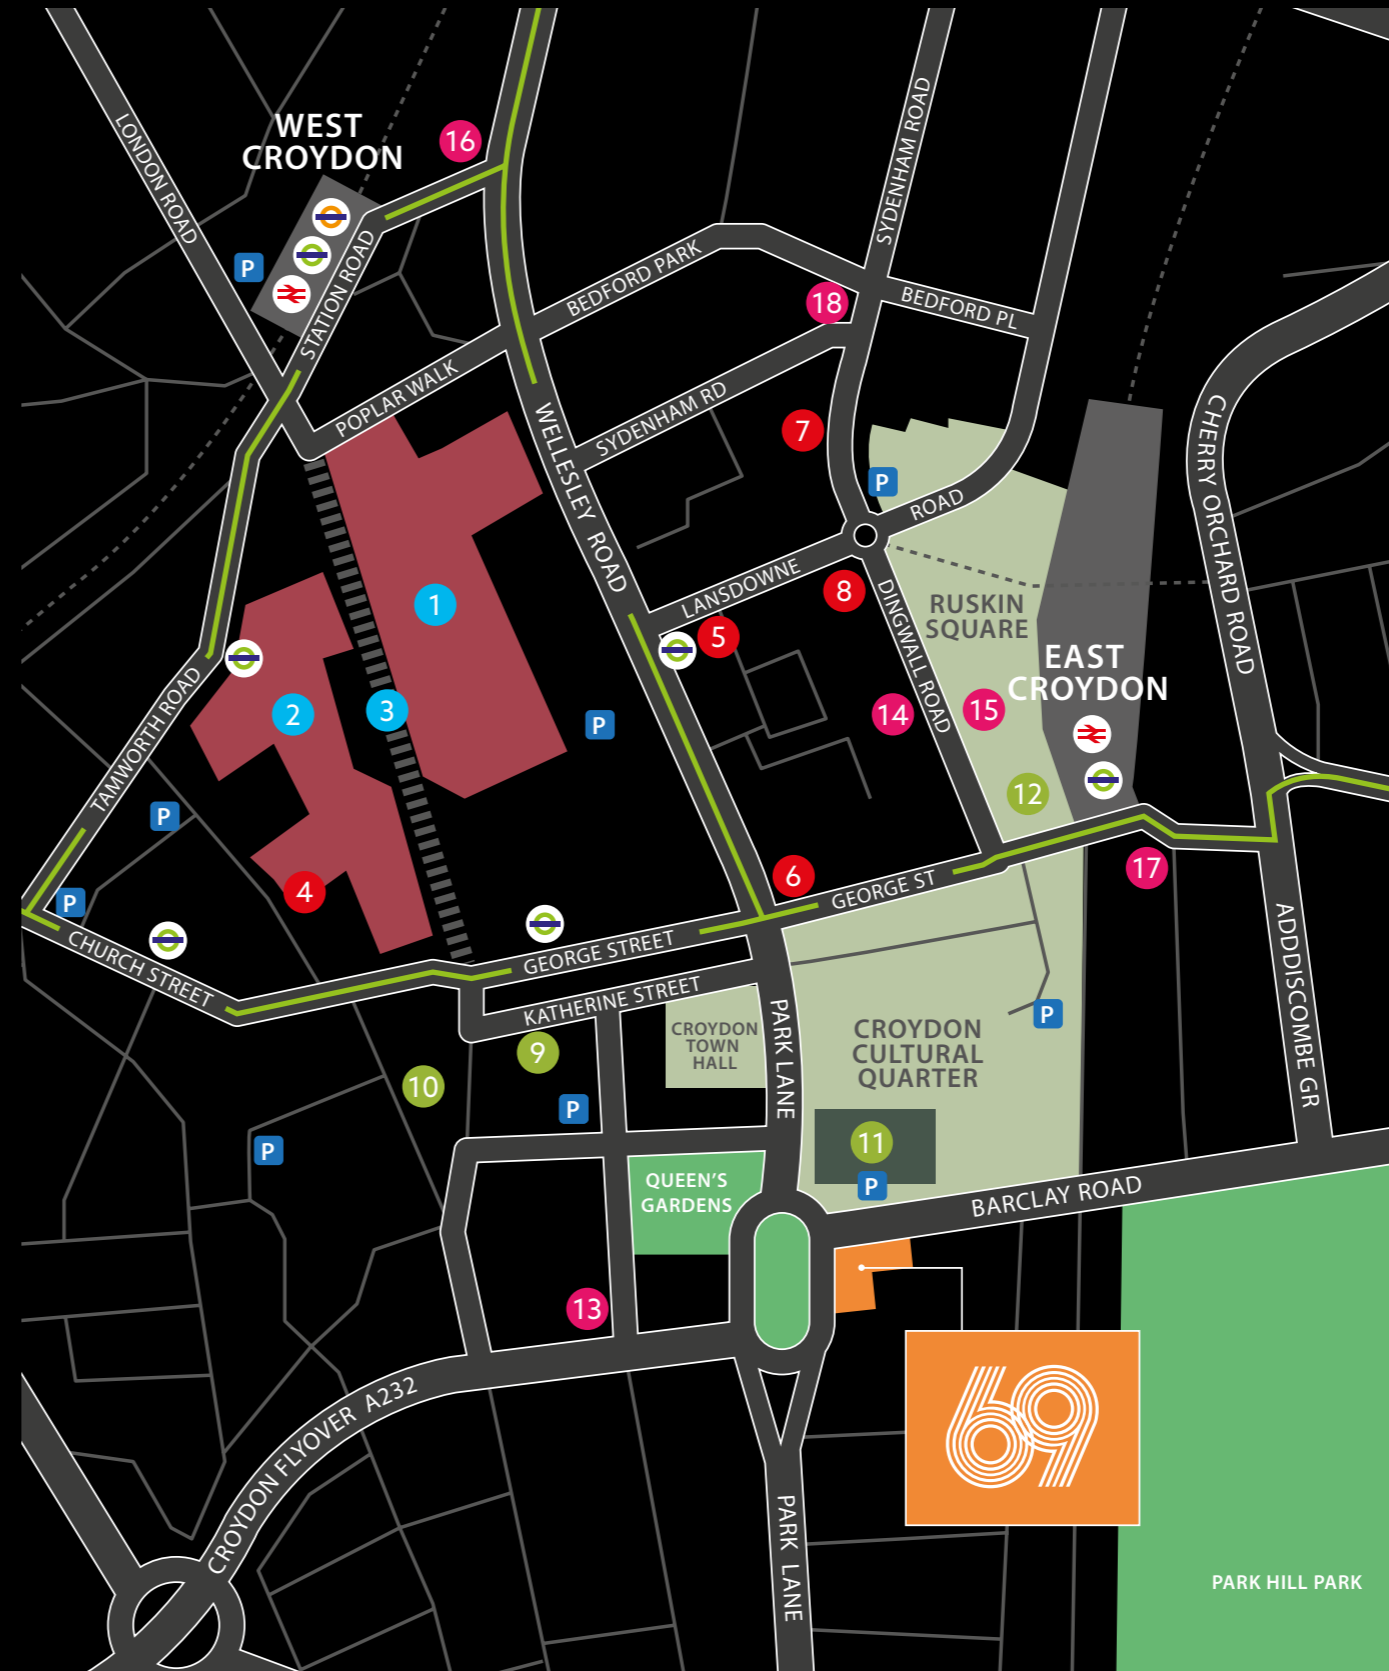 WEST
CROYDON
16
LONDON ROAD
SYDENHAM ROAD
P
STATION ROAD
BEDFORD PARK
18
BEDFORD PL
POPLAR WALK
SYDENHAM RD
WELLESLEY ROAD
7
P
ROAD
CHERRY ORCHARD ROAD
LANSDOWNE
8
1
5
DINGWALL ROAD
RUSKIN
SQUARE
EAST
CROYDON
TAMWORTH ROAD
2
3
14
15
P
12
P
4
6
GEORGE ST
17
P
CHURCH STREET
GEORGE STREET
KATHERINE STREET
ADDDISCOMBE GR
P
PARK LANE
CROYDON
TOWN
HALL
CROYDON
CULTURAL
QUARTER
9
10
P
P
11
P
QUEEN'S
GARDENS
BARCLAY ROAD
13
69
CROYDON FLYOVER A232
PARK LANE
PARK HILL PARK